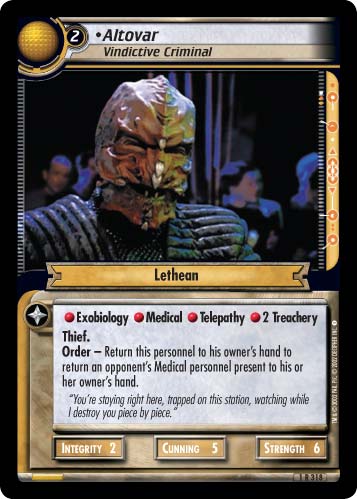 2 •Altovar
Vindictive Criminal
Lethean
Exobiology Medical Telepathy 2 Treachery
Thief.
Order – Return this personnel to his owner's hand to
return an opponent's Medical personnel present to his or
her owner's hand.
"You're staying right here, trapped on this station, watching while
I destroy you piece by piece."
INTEGRITY 2 CUNNING 5 STRENGTH 6
1 R 318